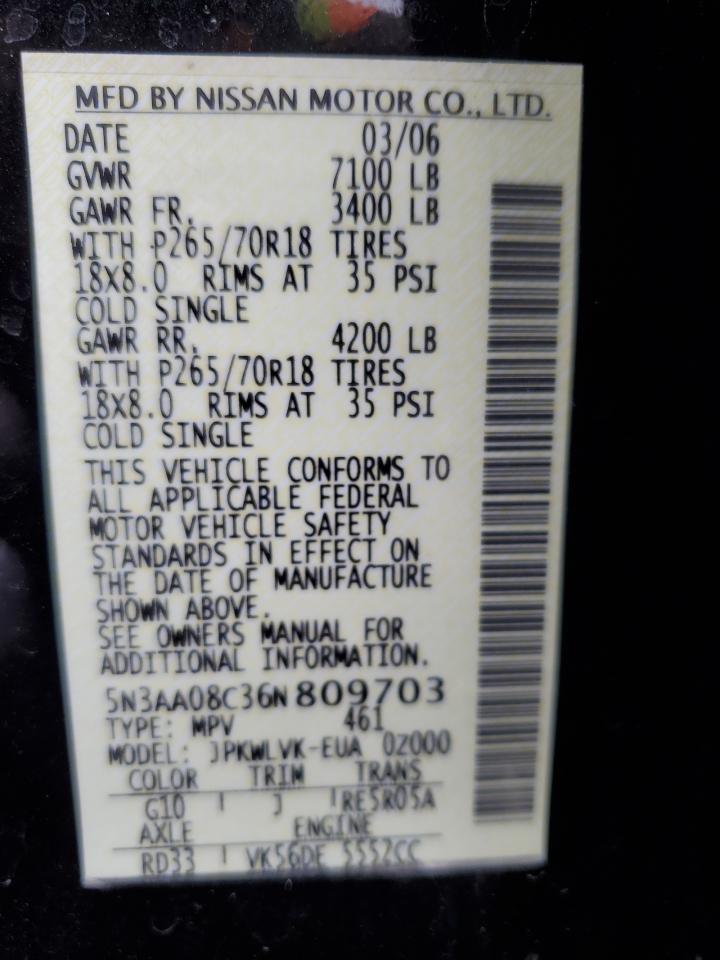 MFD BY NISSAN MOTOR CO., LTD.
DATE 03/06
GVWR 7100 LB
GAWR FR. 3400 LB
WITH P265/70R18 TIRES
18X8.0 RIMS AT 35 PSI
COLD SINGLE
GAWR RR. 4200 LB
WITH P265/70R18 TIRES
18X8.0 RIMS AT 35 PSI
COLD SINGLE
THIS VEHICLE CONFORMS TO
ALL APPLICABLE FEDERAL
MOTOR VEHICLE SAFETY
STANDARDS IN EFFECT ON
THE DATE OF MANUFACTURE
SHOWN ABOVE.
SEE OWNERS MANUAL FOR
ADDITIONAL INFORMATION.
5N3AA08C36N809703
TYPE: MPV 461
MODEL: JPKWLVK-EUA 0Z000
COLOR TRIM TRANS
G10 J RE5R05A
AXLE ENGINE
RD33 VK56DE 5552CC